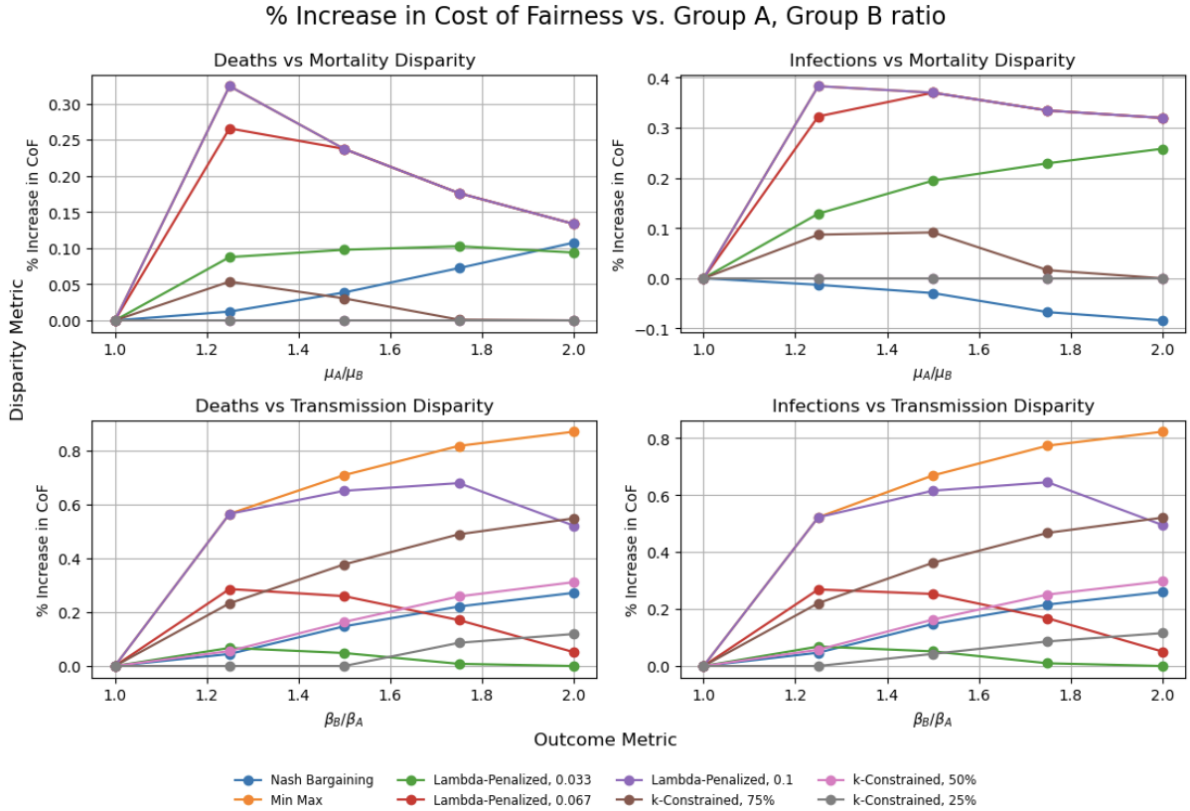 % Increase in Cost of Fairness vs. Group A, Group B ratio
Disparity Metric
Deaths vs Mortality Disparity
% Increase in CoF
0.30
0.25
0.20
0.15
0.10
0.05
0.00
1.0 1.2 1.4 1.6 1.8 2.0
μ_A/μ_B
Infections vs Mortality Disparity
% Increase in CoF
0.4
0.3
0.2
0.1
0.0
−0.1
1.0 1.2 1.4 1.6 1.8 2.0
μ_A/μ_B
Deaths vs Transmission Disparity
% Increase in CoF
0.8
0.6
0.4
0.2
0.0
1.0 1.2 1.4 1.6 1.8 2.0
β_B/β_A
Infections vs Transmission Disparity
% Increase in CoF
0.8
0.6
0.4
0.2
0.0
1.0 1.2 1.4 1.6 1.8 2.0
β_B/β_A
Outcome Metric
Nash Bargaining
Min Max
Lambda-Penalized, 0.033
Lambda-Penalized, 0.067
Lambda-Penalized, 0.1
k-Constrained, 75%
k-Constrained, 50%
k-Constrained, 25%